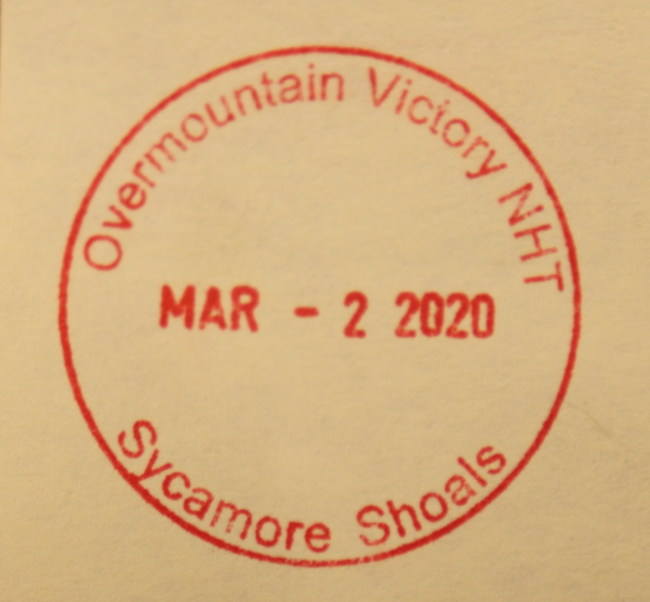 Overmountain Victory NHT
MAR - 2 2020
Sycamore Shoals